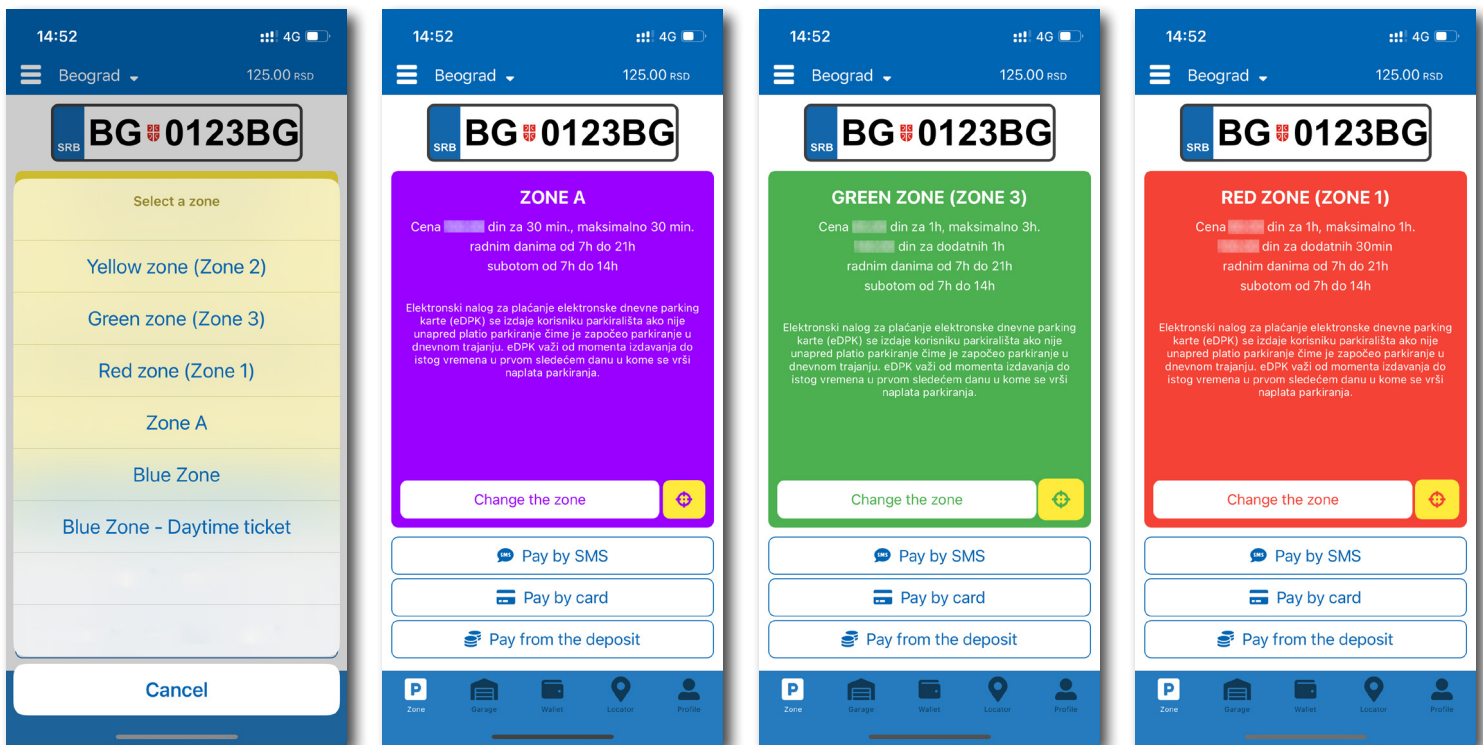 14:52
4G
Beograd
125.00 RSD
SRB
BG 0123BG
Select a zone
Yellow zone (Zone 2)
Green zone (Zone 3)
Red zone (Zone 1)
Zone A
Blue Zone
Blue Zone - Daytime ticket
Cancel
14:52
4G
Beograd
125.00 RSD
SRB
BG 0123BG
ZONE A
Cena din za 30 min., maksimalno 30 min.
radnim danima od 7h do 21h
subotom od 7h do 14h
Elektronski nalog za plaćanje elektronske dnevne parking
karte (eDPK) se izdaje korisniku parkirališta ako nije
unapred platio parkiranje čime je započeo parkiranje u
dnevnom trajanju. eDPK važi od momenta izdavanja do
istog vremena u prvom sledećem danu u kome se vrši
naplata parkiranja.
Change the zone
SMS
Pay by SMS
Pay by card
Pay from the deposit
P
Zone
Garage
Wallet
Locator
Profile
14:52
4G
Beograd
125.00 RSD
SRB
BG 0123BG
GREEN ZONE (ZONE 3)
Cena din za 1h, maksimalno 3h.
din za dodatnih 1h
radnim danima od 7h do 21h
subotom od 7h do 14h
Elektronski nalog za plaćanje elektronske dnevne parking
karte (eDPK) se izdaje korisniku parkirališta ako nije
unapred platio parkiranje čime je započeo parkiranje u
dnevnom trajanju. eDPK važi od momenta izdavanja do
istog vremena u prvom sledećem danu u kome se vrši
naplata parkiranja.
Change the zone
SMS
Pay by SMS
Pay by card
Pay from the deposit
P
Zone
Garage
Wallet
Locator
Profile
14:52
4G
Beograd
125.00 RSD
SRB
BG 0123BG
RED ZONE (ZONE 1)
Cena din za 1h, maksimalno 1h.
din za dodatnih 30min
radnim danima od 7h do 21h
subotom od 7h do 14h
Elektronski nalog za plaćanje elektronske dnevne parking
karte (eDPK) se izdaje korisniku parkirališta ako nije
unapred platio parkiranje čime je započeo parkiranje u
dnevnom trajanju. eDPK važi od momenta izdavanja do
istog vremena u prvom sledećem danu u kome se vrši
naplata parkiranja.
Change the zone
SMS
Pay by SMS
Pay by card
Pay from the deposit
P
Zone
Garage
Wallet
Locator
Profile